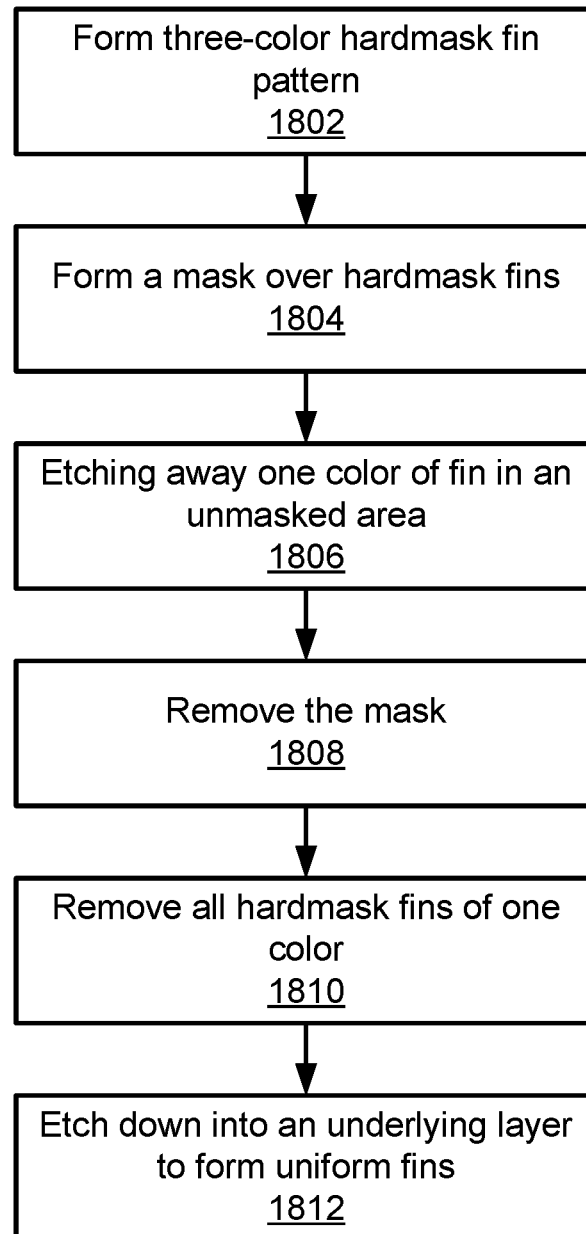 Form three-color hardmask fin
pattern
1802
Form a mask over hardmask fins
1804
Etching away one color of fin in an
unmasked area
1806
Remove the mask
1808
Remove all hardmask fins of one
color
1810
Etch down into an underlying layer
to form uniform fins
1812